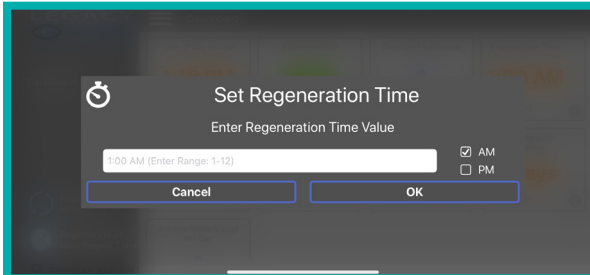 Set Regeneration Time
Enter Regeneration Time Value
1:00 AM (Enter Range: 1-12)
AM
PM
Cancel
OK